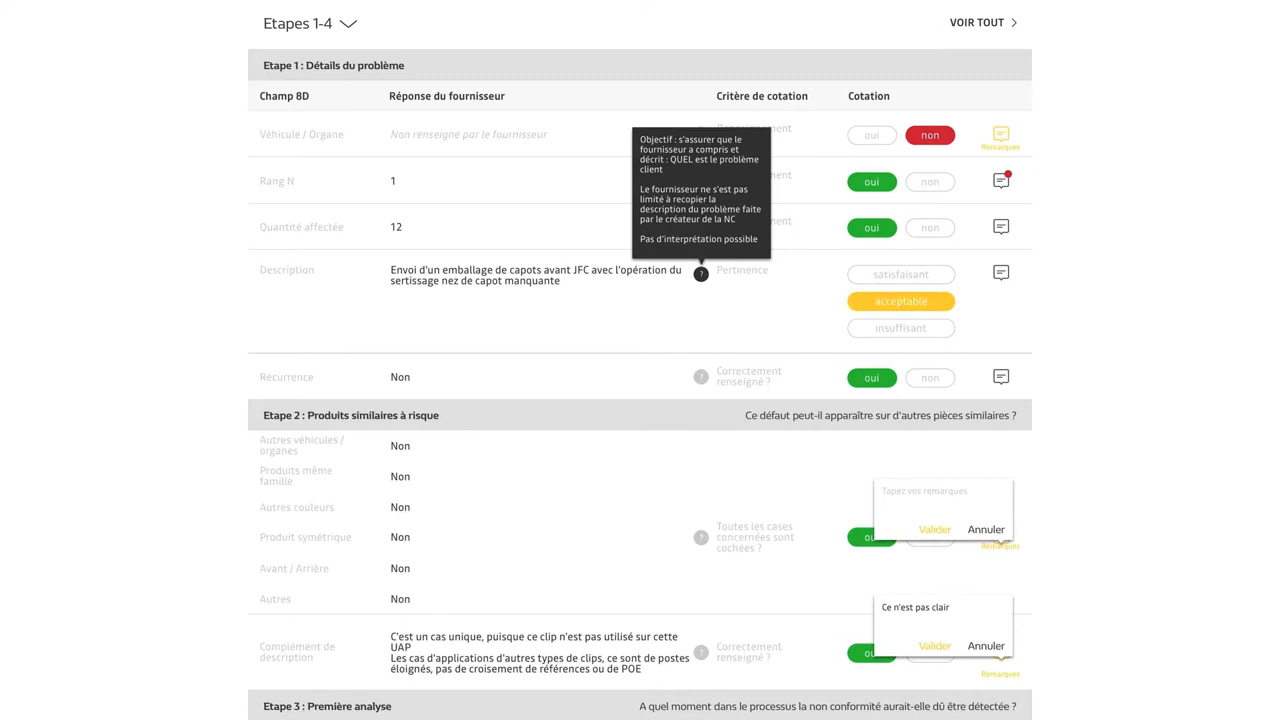 Etapes 1-4
VOIR TOUT
Etape 1 : Détails du problème
Champ 8D
Réponse du fournisseur
Critère de cotation
Cotation
Véhicule / Organe
Non renseigné par le fournisseur
oui
non
Remarques
Objectif : s'assurer que le
fournisseur a compris et
décrit : QUEL est le problème
client
Le fournisseur ne s'est pas
limité à recopier la
description du problème faite
par le créateur de la NC
Pas d'interprétation possible
Rang N
1
oui
non
Quantité affectée
12
oui
non
Description
Envoi d'un emballage de capots avant JFC avec l'opération du
sertissage nez de capot manquante
?
Pertinence
satisfaisant
acceptable
insuffisant
Récurrence
Non
?
Correctement
renseigné ?
oui
non
Etape 2 : Produits similaires à risque
Ce défaut peut-il apparaître sur d'autres pièces similaires ?
Autres véhicules /
organes
Non
Produits même
famille
Non
Autres couleurs
Non
Produit symétrique
Non
?
Toutes les cases
concernées sont
cochées ?
Tapez vos remarques
Valider
Annuler
Remarques
Avant / Arrière
Non
Autres
Non
Complément de
description
C'est un cas unique, puisque ce clip n'est pas utilisé sur cette
UAP
Les cas d'applications d'autres types de clips, ce sont de postes
éloignés, pas de croisement de références ou de POE
?
Correctement
renseigné ?
Ce n'est pas clair
Valider
Annuler
Remarques
Etape 3 : Première analyse
A quel moment dans le processus la non conformité aurait-elle dû être détectée ?